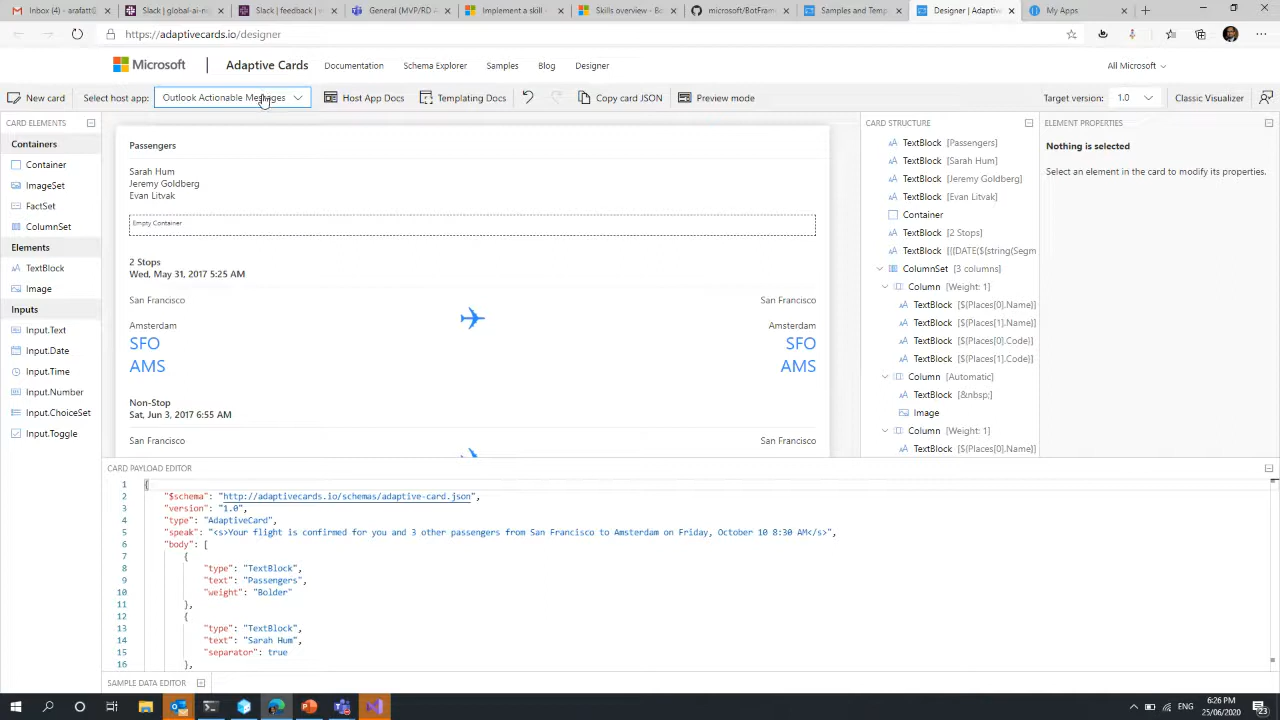 Inbox (4) - arafattehsin@
Slack | global-ai-ne
Slack | feedback | v
General (MVP/RD A
Implement a skill -
Skills overview - Bo
microsoft/BotFram
Samples and Temp
Designer | Adaptive
My Apps
https://adaptivecards.io/designer
Microsoft | Adaptive Cards Documentation Schema Explorer Samples Blog Designer All Microsoft
New card Select host app: Outlook Actionable Messages Host App Docs Templating Docs Copy card JSON Preview mode Target version: 1.0 Classic Visualizer
CARD ELEMENTS
Containers
Container
ImageSet
FactSet
ColumnSet
Elements
TextBlock
Image
Inputs
Input.Text
Input.Date
Input.Time
Input.Number
Input.ChoiceSet
Input.Toggle
Passengers
Sarah Hum
Jeremy Goldberg
Evan Litvak
Empty Container
2 Stops
Wed, May 31, 2017 5:25 AM
San Francisco San Francisco
Amsterdam Amsterdam
SFO SFO
AMS AMS
Non-Stop
Sat, Jun 3, 2017 6:55 AM
San Francisco San Francisco
CARD STRUCTURE
TextBlock [Passengers]
TextBlock [Sarah Hum]
TextBlock [Jeremy Goldberg]
TextBlock [Evan Litvak]
Container
TextBlock [2 Stops]
TextBlock [{{DATE(${string(Segm
ColumnSet [3 columns]
Column [Weight: 1]
TextBlock [${Places[0].Name}]
TextBlock [${Places[1].Name}]
TextBlock [${Places[0].Code}]
TextBlock [${Places[1].Code}]
Column [Automatic]
TextBlock [&nbsp;]
Image
Column [Weight: 1]
TextBlock [${Places[0].Name}]
ELEMENT PROPERTIES
Nothing is selected
Select an element in the card to modify its properties.
CARD PAYLOAD EDITOR
1 {
2 "$schema": "http://adaptivecards.io/schemas/adaptive-card.json",
3 "version": "1.0",
4 "type": "AdaptiveCard",
5 "speak": "<s>Your flight is confirmed for you and 3 other passengers from San Francisco to Amsterdam on Friday, October 10 8:30 AM</s>",
6 "body": [
7 {
8 "type": "TextBlock",
9 "text": "Passengers",
10 "weight": "Bolder"
11 },
12 {
13 "type": "TextBlock",
14 "text": "Sarah Hum",
15 "separator": true
16 },
SAMPLE DATA EDITOR
ENG 6:26 PM
25/06/2020
23